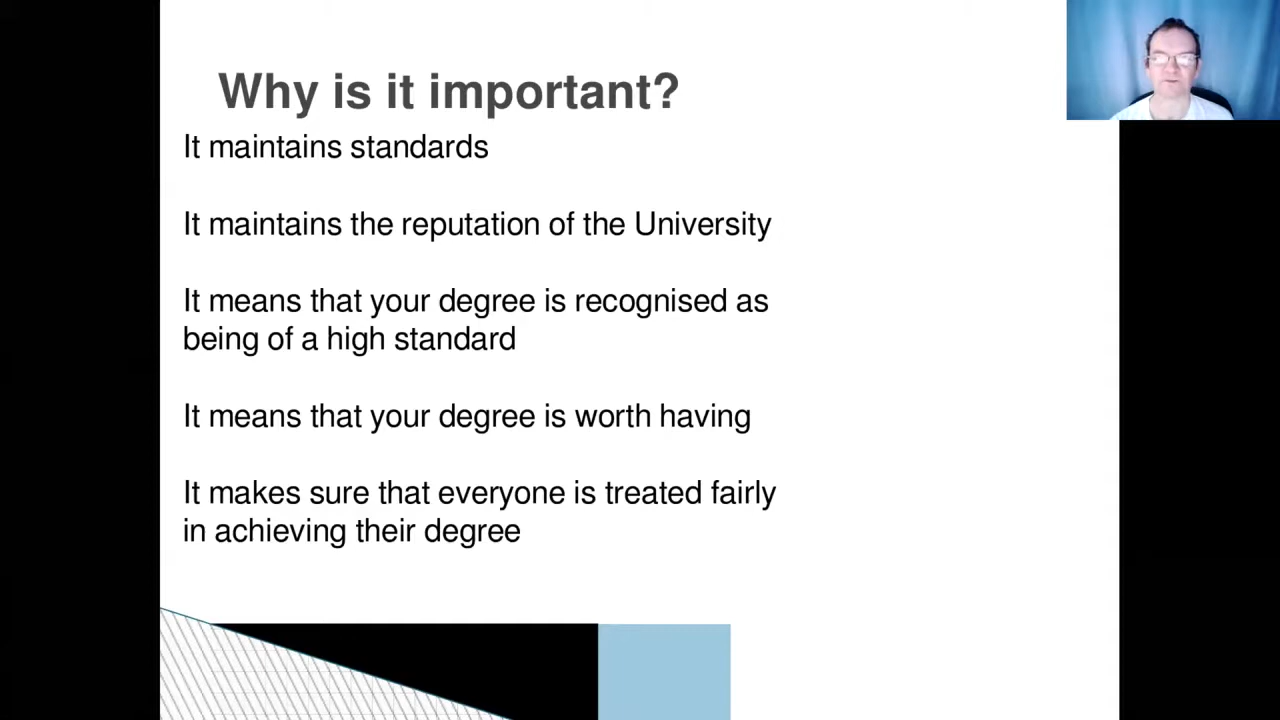 Why is it important?
It maintains standards
It maintains the reputation of the University
It means that your degree is recognised as
being of a high standard
It means that your degree is worth having
It makes sure that everyone is treated fairly
in achieving their degree